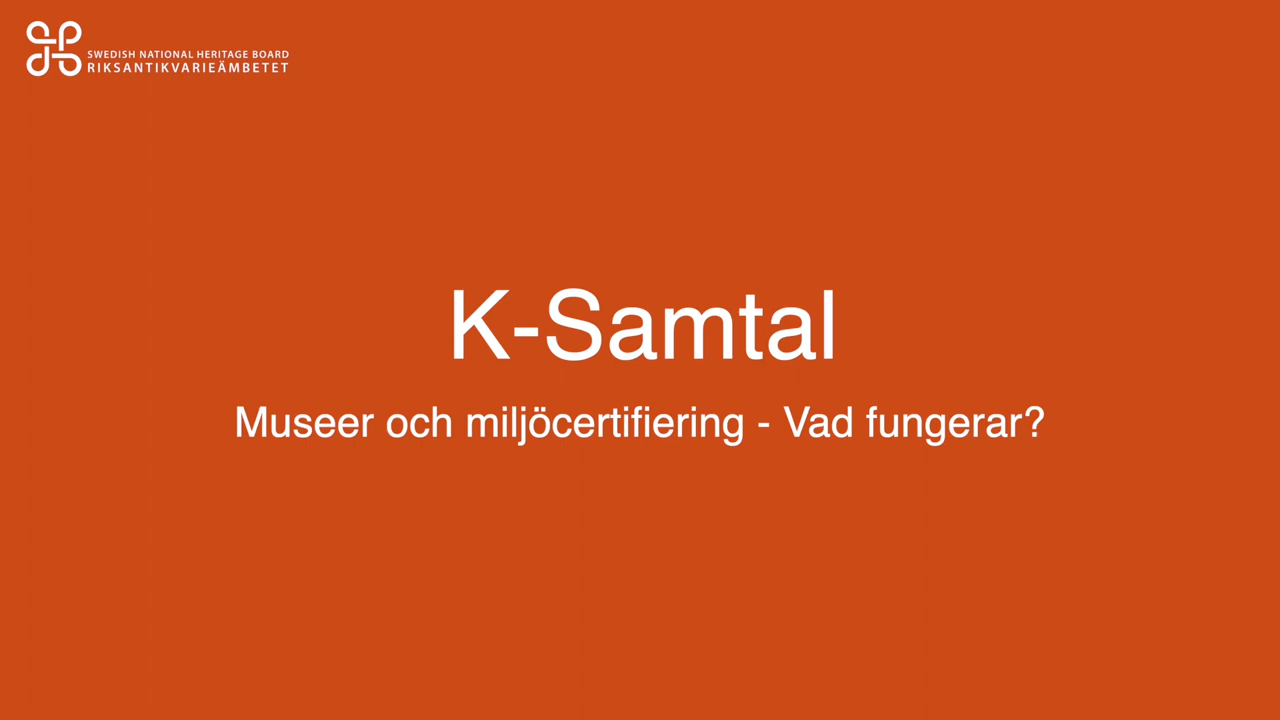 SWEDISH NATIONAL HERITAGE BOARD
RIKSANTIKVARIEÄMBETET
K-Samtal
Museer och miljöcertifiering - Vad fungerar?